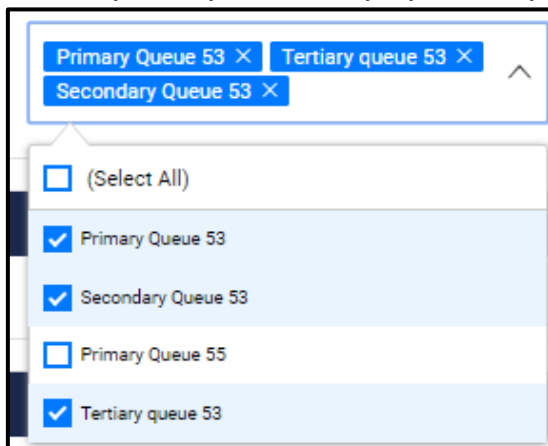 Primary Queue 53 × Tertiary queue 53 ×
Secondary Queue 53 ×
(Select All)
Primary Queue 53
Secondary Queue 53
Primary Queue 55
Tertiary queue 53